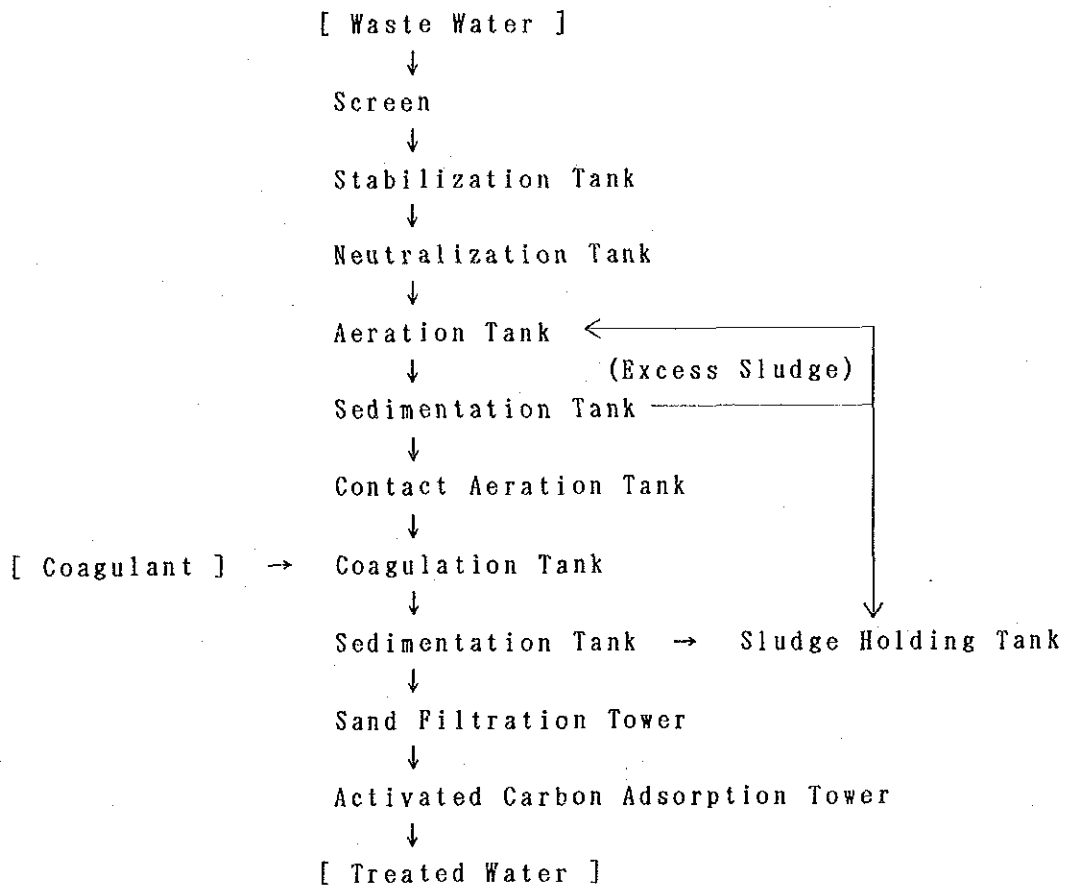 [ Waste Water ]
↓
Screen
↓
Stabilization Tank
↓
Neutralization Tank
↓
Aeration Tank
↓ (Excess Sludge)
Sedimentation Tank
↓
Contact Aeration Tank
↓
[ Coagulant ] → Coagulation Tank
↓
Sedimentation Tank → Sludge Holding Tank
↓
Sand Filtration Tower
↓
Activated Carbon Adsorption Tower
↓
[ Treated Water ]